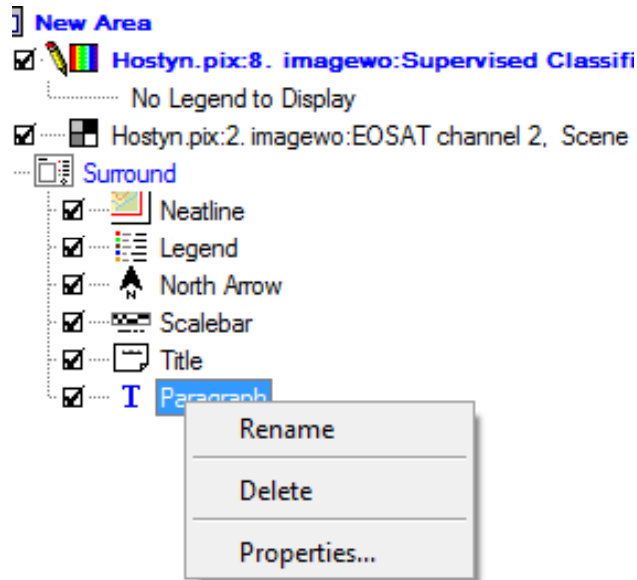 New Area
Hostyn.pix:8. imagewo:Supervised Classifi
No Legend to Display
Hostyn.pix:2. imagewo:EOSAT channel 2, Scene
Surround
Neatline
Legend
N
North Arrow
Scalebar
Title
T Paragraph
Rename
Delete
Properties...